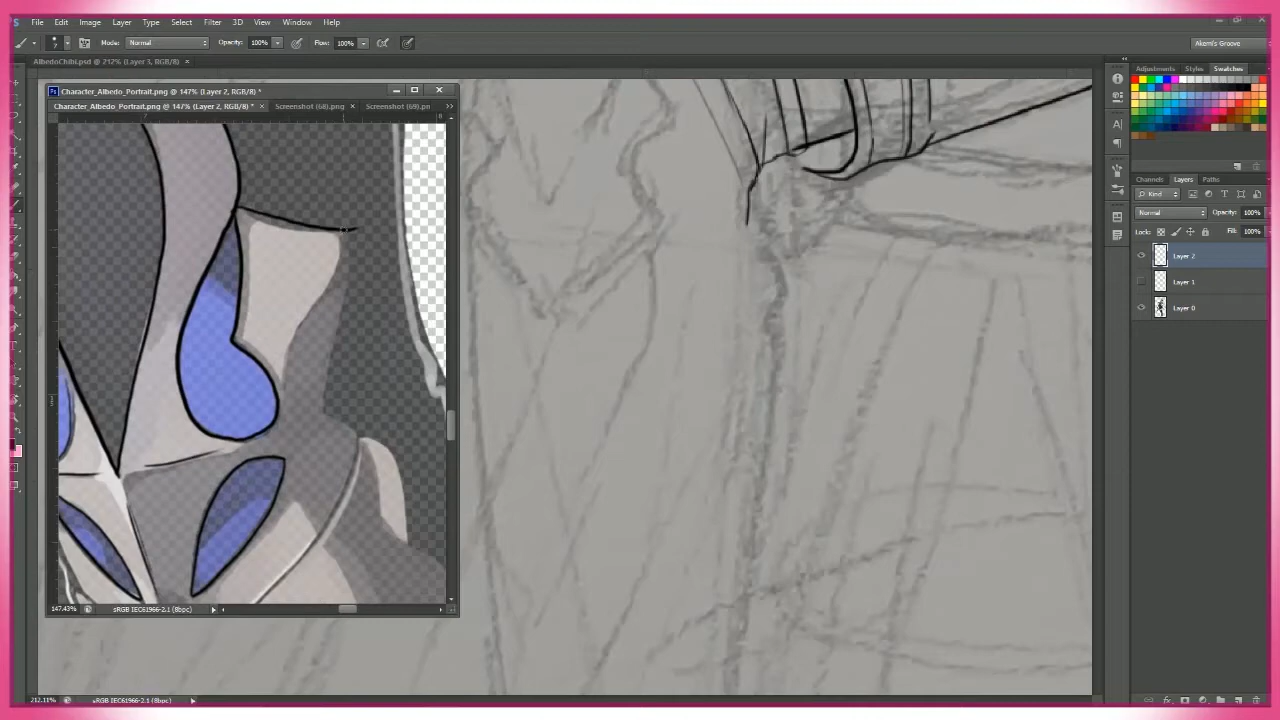 File Edit Image Layer Type Select Filter 3D View Window Help
Mode: Normal Opacity: 100% Flow: 100% Akemi's Groove
AlbedoChibi.psd @ 212% (Layer 3, RGB/8) ×
Character_Albedo_Portrait.png @ 147% (Layer 2, RGB/8) *
Character_Albedo_Portrait.png @ 147% (Layer 2, RGB/8) * × Screenshot (68).png × Screenshot (69).pn
7 8
147.43% sRGB IEC61966-2.1 (8bpc)
212.11% sRGB IEC61966-2.1 (8bpc)
Adjustments Styles Swatches
Channels Layers Paths
Kind
Normal Opacity: 100%
Lock: Fill: 100%
Layer 2
Layer 1
Layer 0